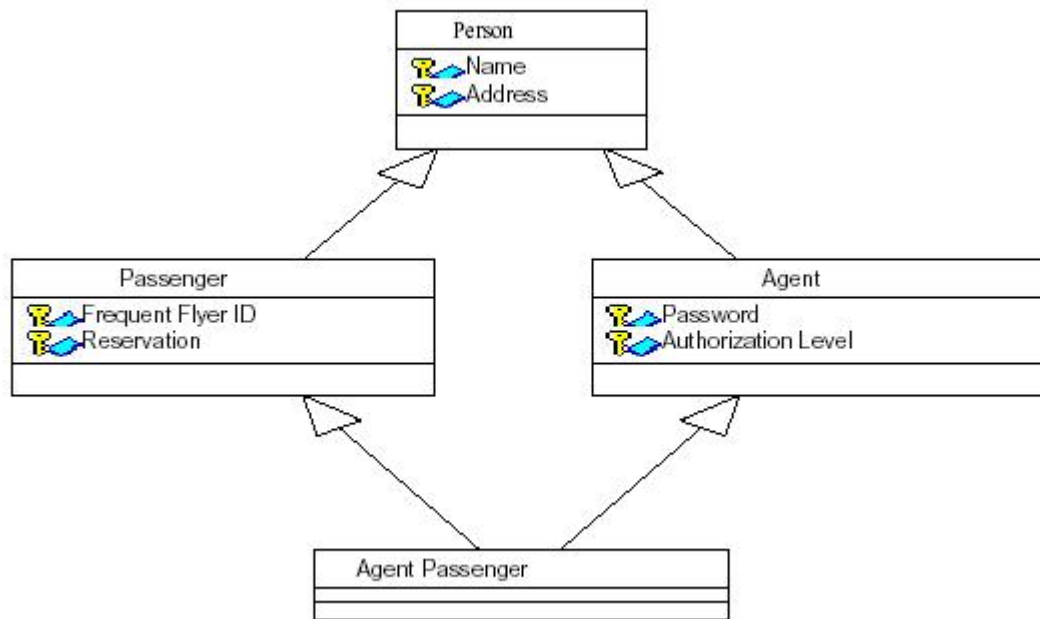 Person
Name
Address
Passenger
Frequent Flyer ID
Reservation
Agent
Password
Authorization Level
Agent Passenger